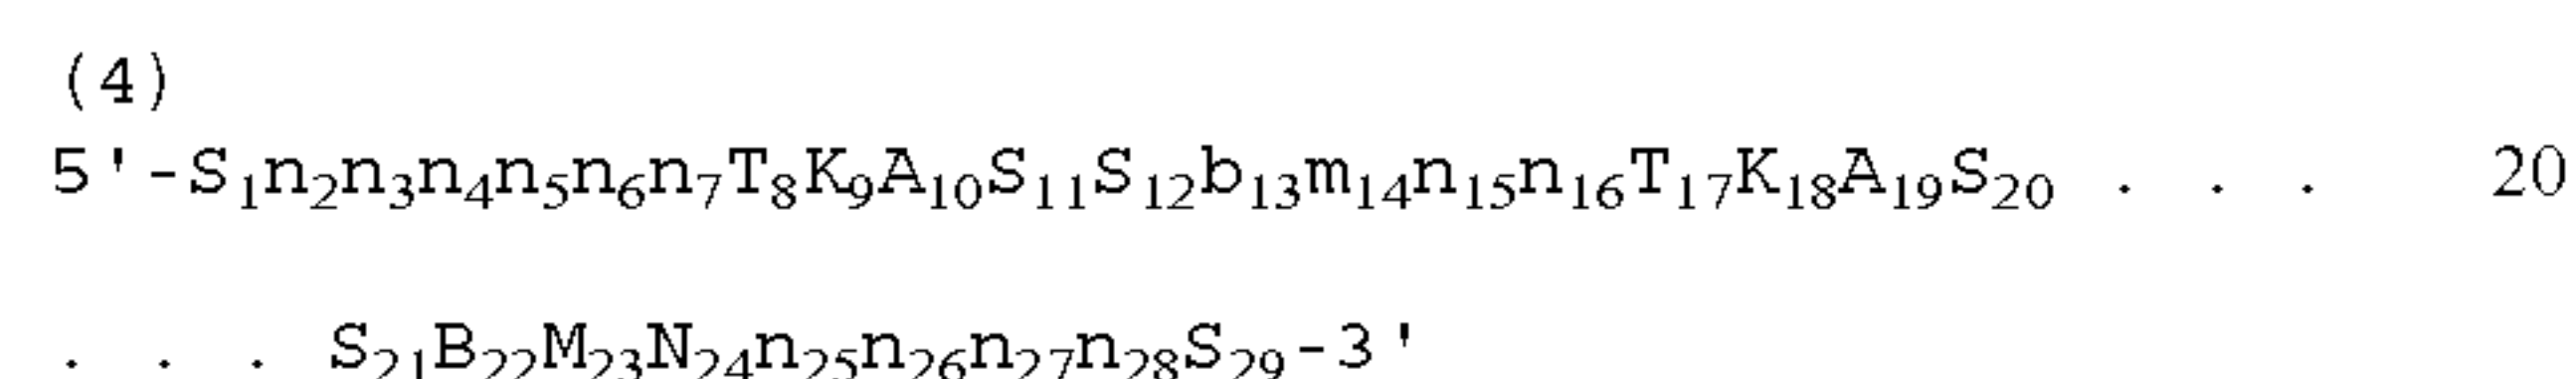 (4)
5'-S₁n₂n₃n₄n₅n₆n₇T₈K₉A₁₀S₁₁S₁₂b₁₃m₁₄n₁₅n₁₆T₁₇K₁₈A₁₉S₂₀ . . . 20
. . . S₂₁B₂₂M₂₃N₂₄n₂₅n₂₆n₂₇n₂₈S₂₉-3'